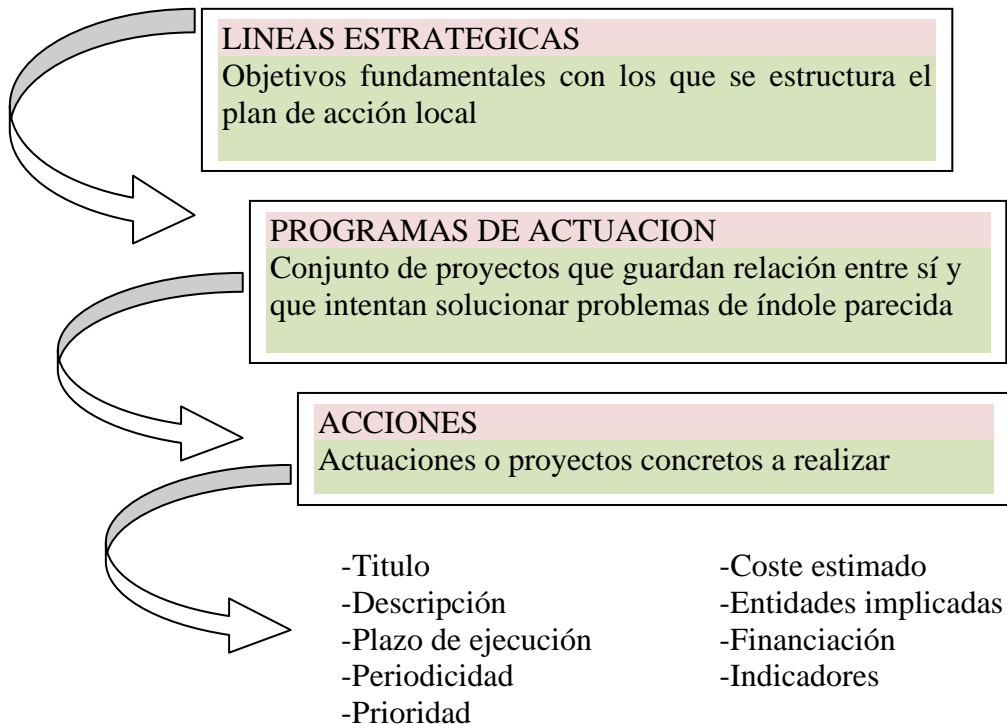 LINEAS ESTRATEGICAS
Objetivos fundamentales con los que se estructura el
plan de acción local
PROGRAMAS DE ACTUACION
Conjunto de proyectos que guardan relación entre sí y
que intentan solucionar problemas de índole parecida
ACCIONES
Actuaciones o proyectos concretos a realizar
-Titulo
-Descripción
-Plazo de ejecución
-Periodicidad
-Prioridad
-Coste estimado
-Entidades implicadas
-Financiación
-Indicadores